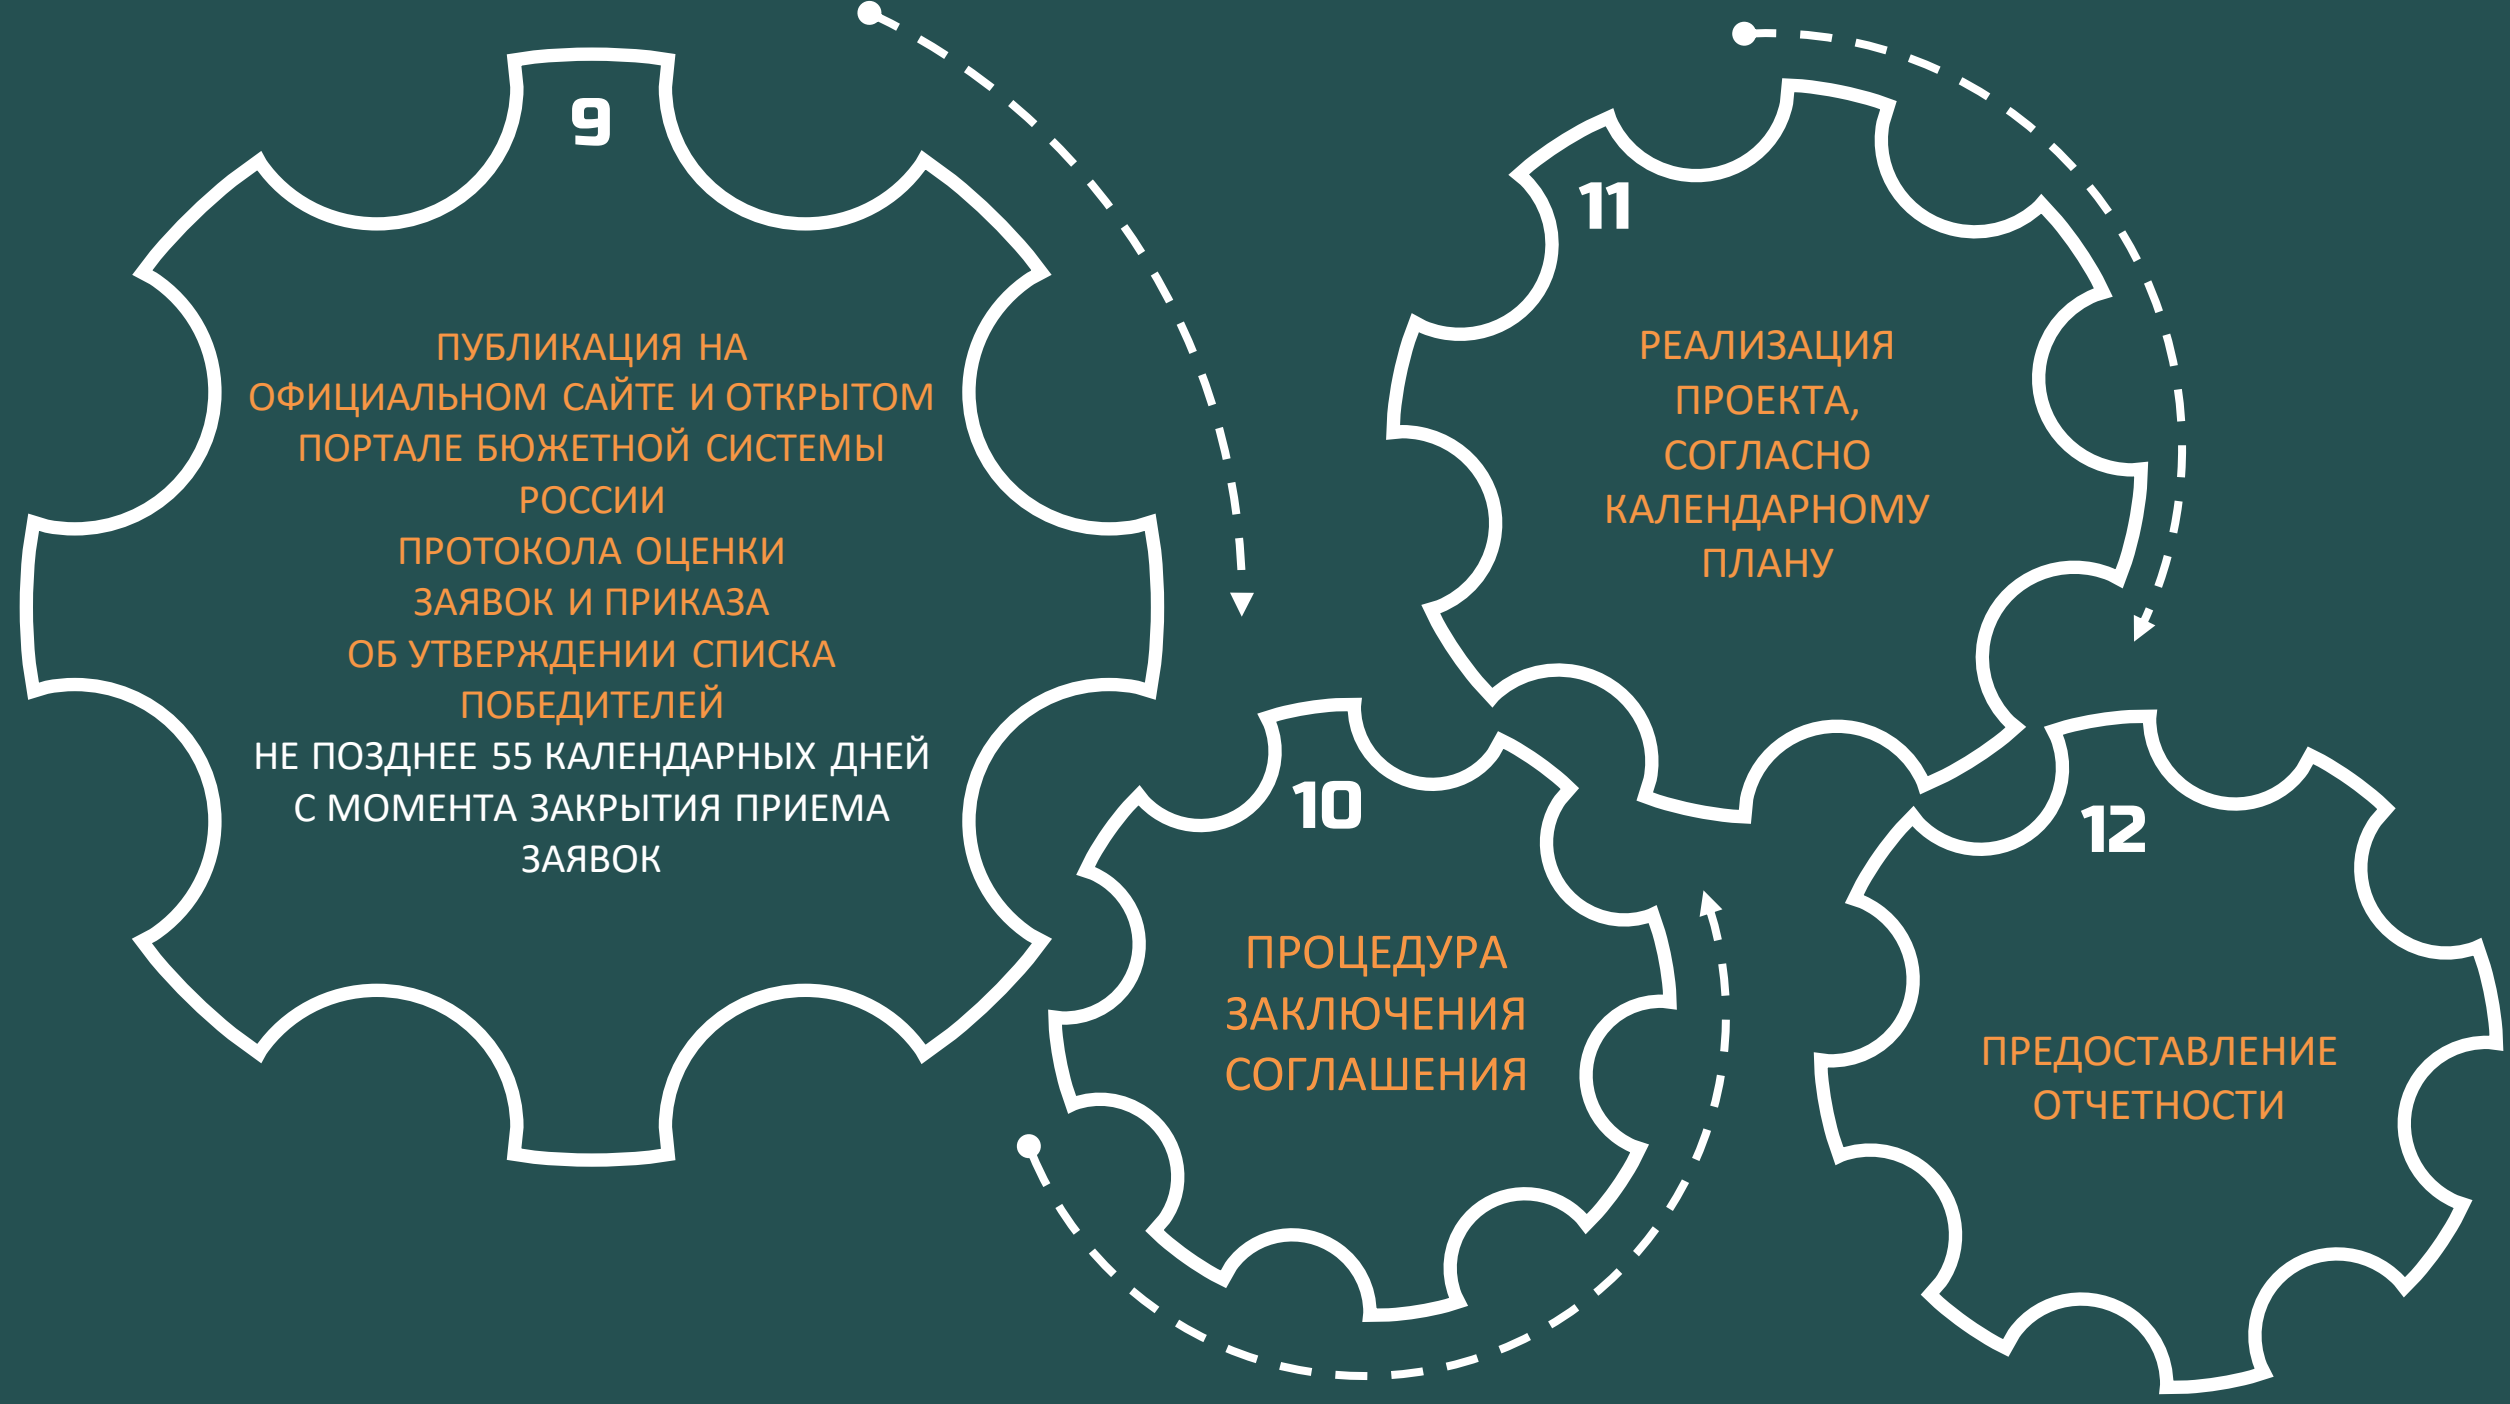 9
ПУБЛИКАЦИЯ НА
ОФИЦИАЛЬНОМ САЙТЕ И ОТКРЫТОМ
ПОРТАЛЕ БЮЖЕТНОЙ СИСТЕМЫ
РОССИИ
ПРОТОКОЛА ОЦЕНКИ
ЗАЯВОК И ПРИКАЗА
ОБ УТВЕРЖДЕНИИ СПИСКА
ПОБЕДИТЕЛЕЙ
НЕ ПОЗДНЕЕ 55 КАЛЕНДАРНЫХ ДНЕЙ
С МОМЕНТА ЗАКРЫТИЯ ПРИЕМА
ЗАЯВОК
10
ПРОЦЕДУРА
ЗАКЛЮЧЕНИЯ
СОГЛАШЕНИЯ
11
РЕАЛИЗАЦИЯ
ПРОЕКТА,
СОГЛАСНО
КАЛЕНДАРНОМУ
ПЛАНУ
12
ПРЕДОСТАВЛЕНИЕ
ОТЧЕТНОСТИ